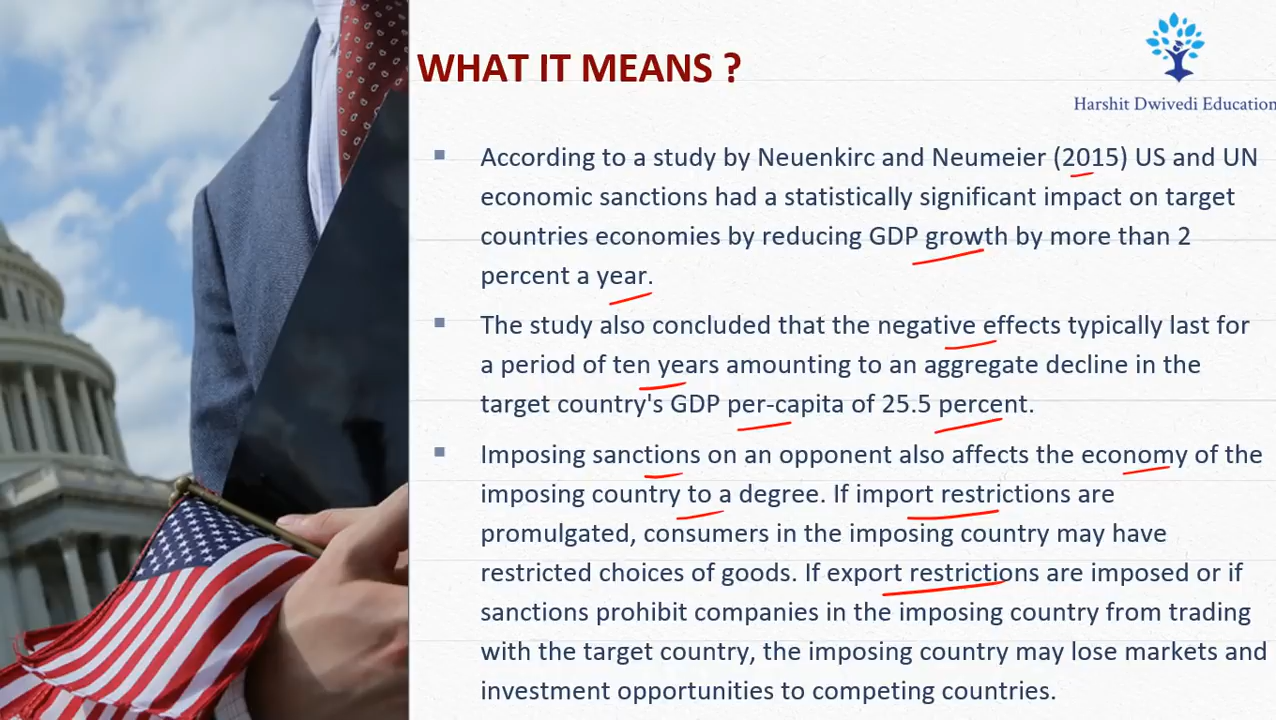 WHAT IT MEANS ?
Harshit Dwivedi Education
According to a study by Neuenkirc and Neumeier (2015) US and UN
economic sanctions had a statistically significant impact on target
countries economies by reducing GDP growth by more than 2
percent a year.
The study also concluded that the negative effects typically last for
a period of ten years amounting to an aggregate decline in the
target country's GDP per-capita of 25.5 percent.
Imposing sanctions on an opponent also affects the economy of the
imposing country to a degree. If import restrictions are
promulgated, consumers in the imposing country may have
restricted choices of goods. If export restrictions are imposed or if
sanctions prohibit companies in the imposing country from trading
with the target country, the imposing country may lose markets and
investment opportunities to competing countries.